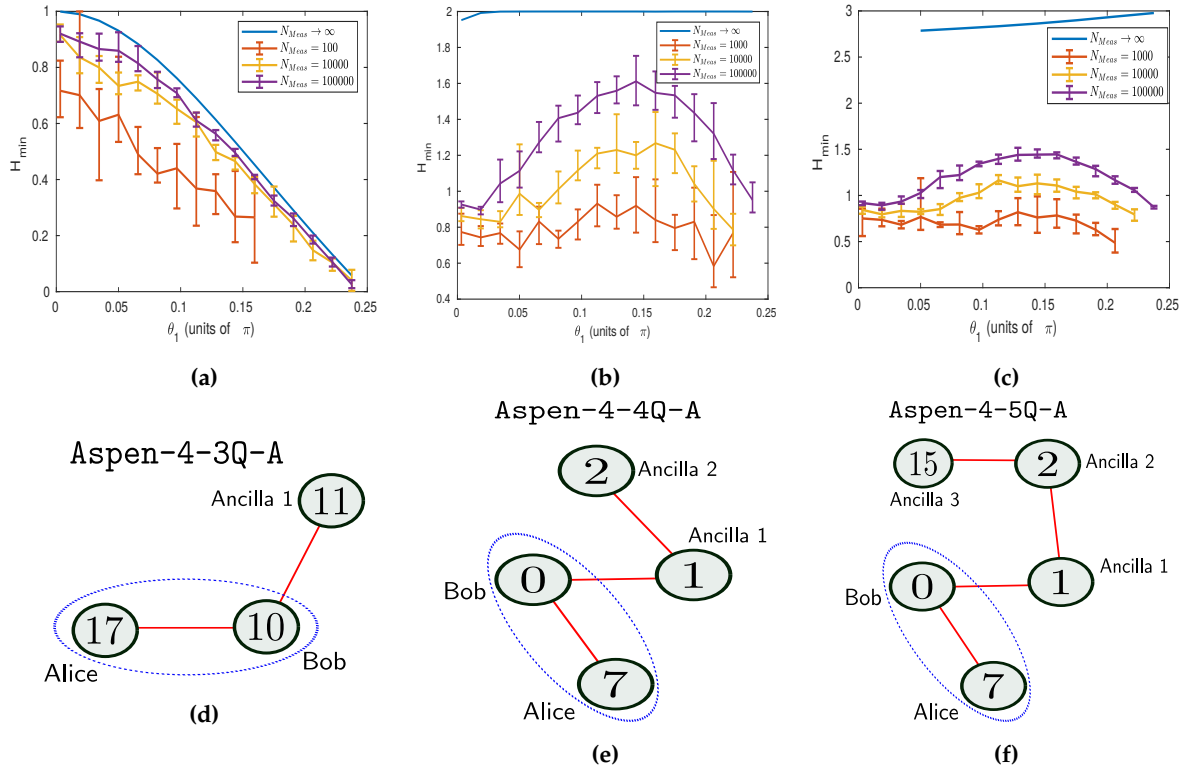 H_min
1
0.8
0.6
0.4
0.2
0
0
0.05
0.1
0.15
0.2
0.25
θ_1 (units of π)
N_Meas → ∞
N_Meas = 100
N_Meas = 10000
N_Meas = 100000
(a)
H_min
2
1.8
1.6
1.4
1.2
1
0.8
0.6
0.4
0
0.05
0.1
0.15
0.2
0.25
θ_1 (units of π)
N_Meas → ∞
N_Meas = 1000
N_Meas = 10000
N_Meas = 100000
(b)
H_min
3
2.5
2
1.5
1
0.5
0
0
0.05
0.1
0.15
0.2
0.25
θ_1 (units of π)
N_Meas → ∞
N_Meas = 1000
N_Meas = 10000
N_Meas = 100000
(c)
Aspen-4-3Q-A
Ancilla 1
11
17
10
Alice
Bob
(d)
Aspen-4-4Q-A
2
Ancilla 2
Ancilla 1
Bob
0
1
7
Alice
(e)
Aspen-4-5Q-A
15
2
Ancilla 2
Ancilla 3
Bob
0
1
Ancilla 1
7
Alice
(f)